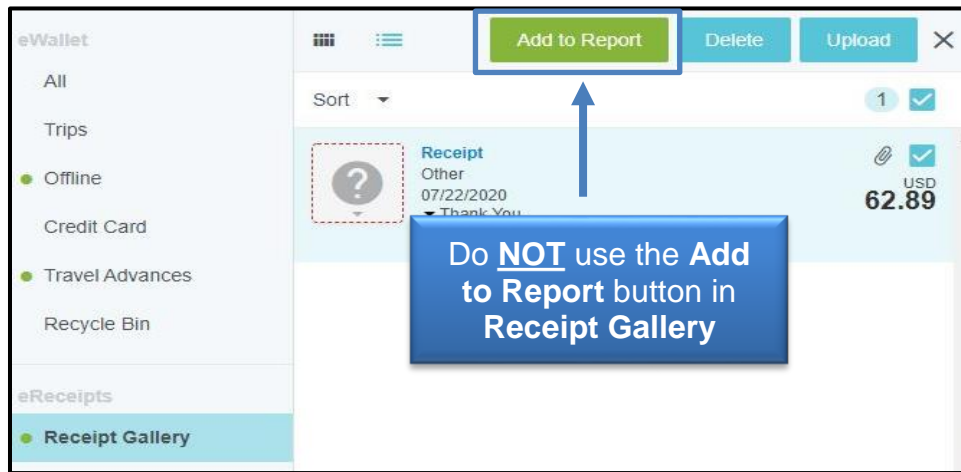 eWallet
All
Trips
Offline
Credit Card
Travel Advances
Recycle Bin
eReceipts
Receipt Gallery
Add to Report
Delete
Upload
Sort
1
Receipt
Other
07/22/2020
Thank You
USD
62.89
Do NOT use the Add
to Report button in
Receipt Gallery